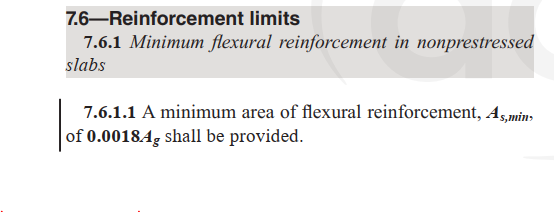 7.6—Reinforcement limits
7.6.1 Minimum flexural reinforcement in nonprestressed
slabs
7.6.1.1 A minimum area of flexural reinforcement, As,min,
of 0.0018Ag shall be provided.